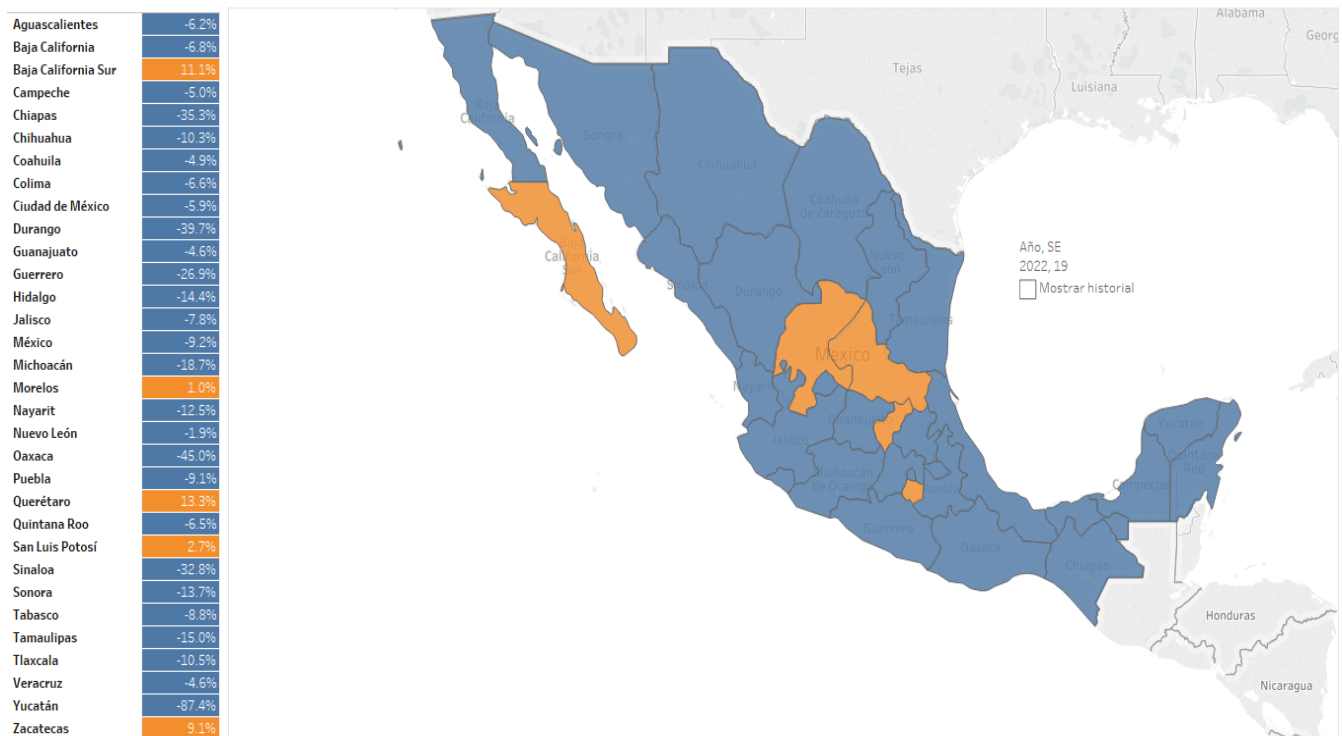 Aguascalientes -6.2%
Baja California -6.8%
Baja California Sur 11.1%
Campeche -5.0%
Chiapas -35.3%
Chihuahua -10.3%
Coahuila -4.9%
Colima -6.6%
Ciudad de México -5.9%
Durango -39.7%
Guanajuato -4.6%
Guerrero -26.9%
Hidalgo -14.4%
Jalisco -7.8%
México -9.2%
Michoacán -18.7%
Morelos 1.0%
Nayarit -12.5%
Nuevo León -1.9%
Oaxaca -45.0%
Puebla -9.1%
Querétaro 13.3%
Quintana Roo -6.5%
San Luis Potosí 2.7%
Sinaloa -32.8%
Sonora -13.7%
Tabasco -8.8%
Tamaulipas -15.0%
Tlaxcala -10.5%
Veracruz -4.6%
Yucatán -87.4%
Zacatecas 9.1%
Alabama
Georg
Tejas
Luisiana
Baja
California
Sonora
Chihuahua
Coahuila
de Zaragoza
Baja
California
Sur
Nuevo
León
Año, SE
2022, 19
Mostrar historial
Sinaloa
Durango
Tamaulipas
Mexico
Nayarit
Guanajuato
Jalisco
Michoacán
de Ocampo
Puebla
Guerrero
Oaxaca
Chiapas
Yucatán
Quintana
Roo
Campeche
Honduras
Nicaragua